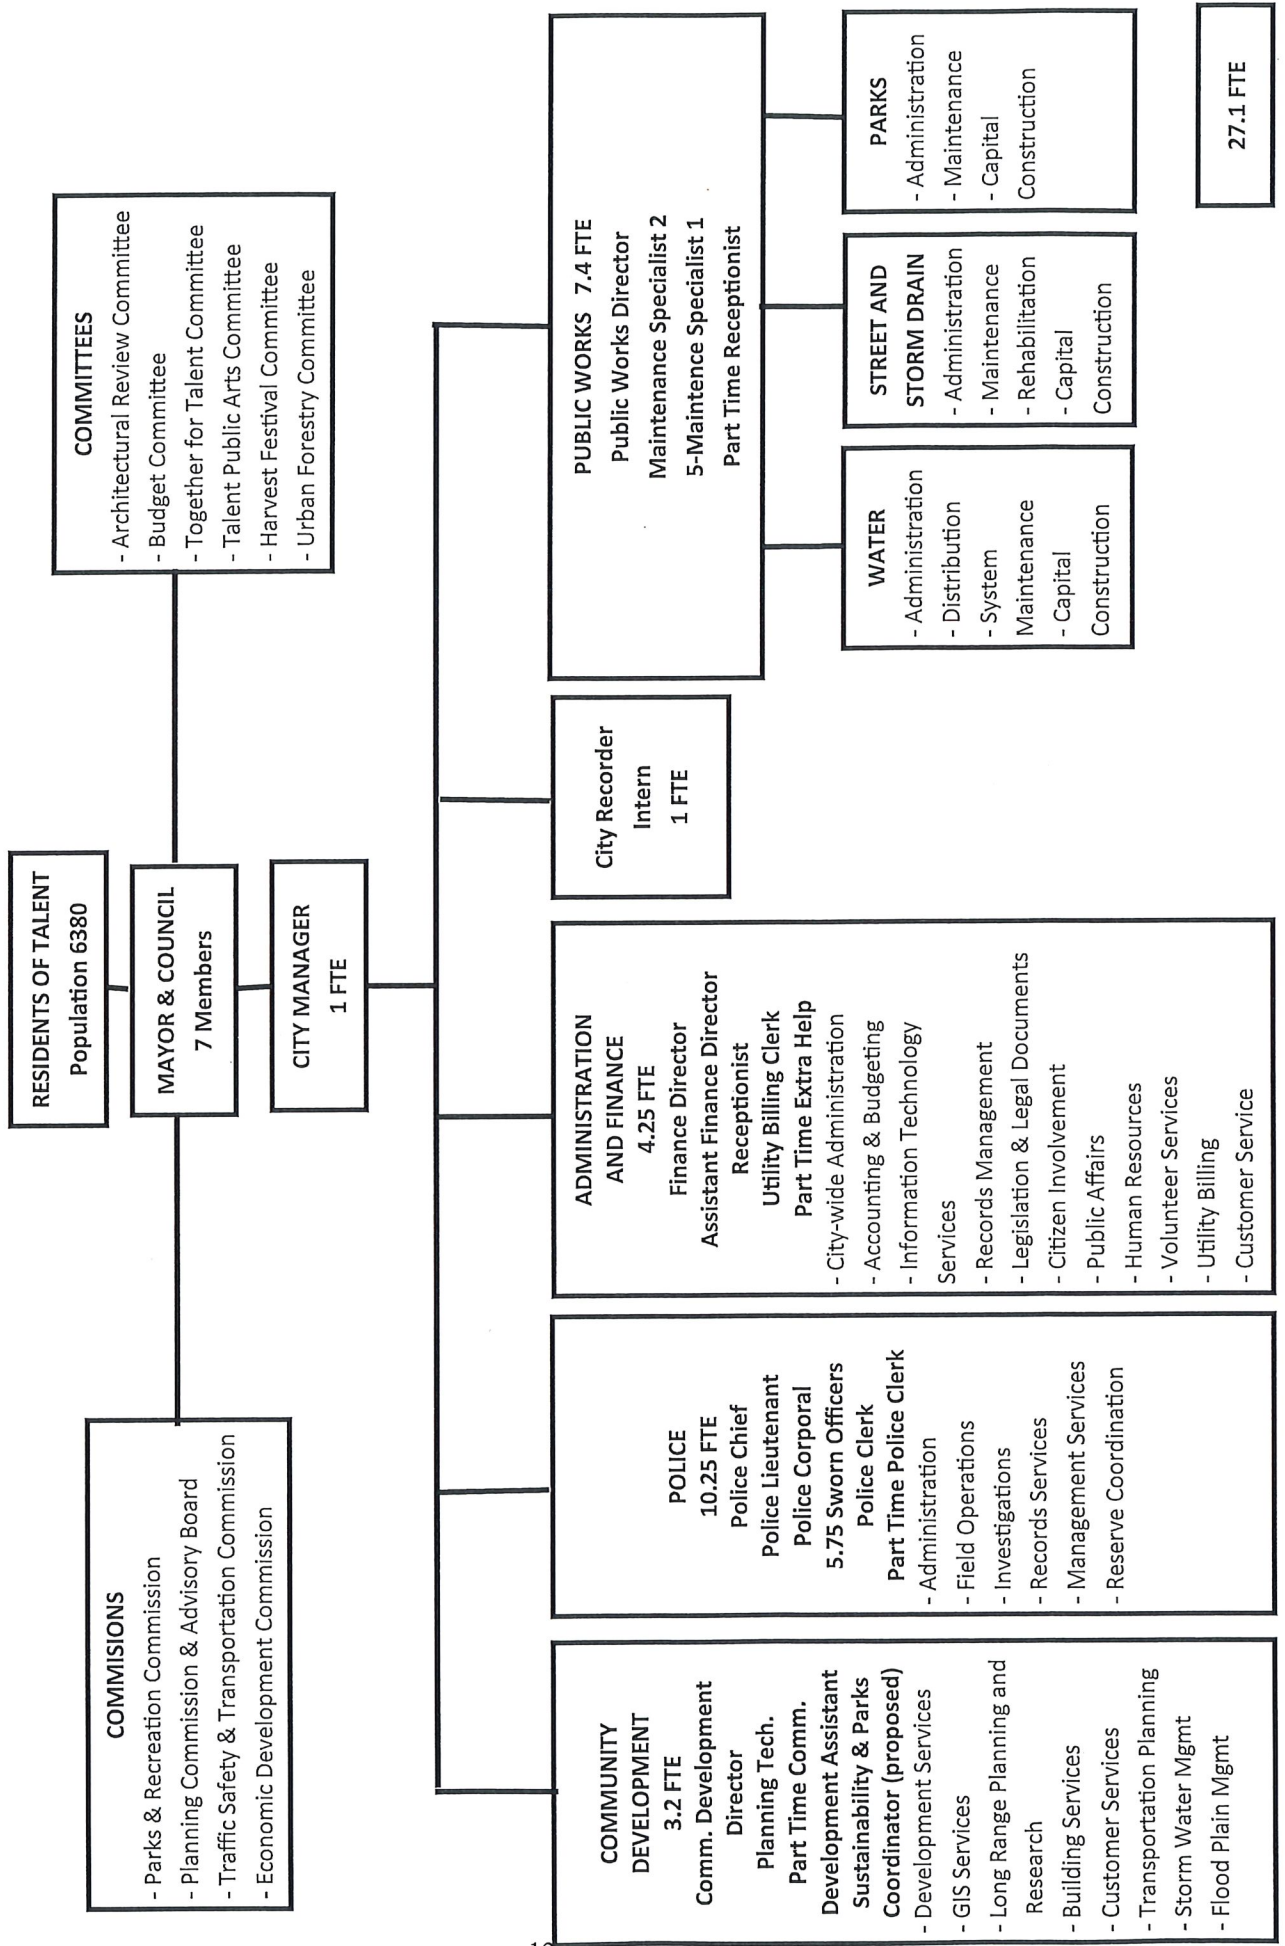 RESIDENTS OF TALENT
Population 6380
MAYOR & COUNCIL
7 Members
CITY MANAGER
1 FTE
COMMISIONS
- Parks & Recreation Commission
- Planning Commission & Advisory Board
- Traffic Safety & Transportation Commission
- Economic Development Commission
COMMITTEES
- Architectural Review Committee
- Budget Committee
- Together for Talent Committee
- Talent Public Arts Committee
- Harvest Festival Committee
- Urban Forestry Committee
COMMUNITY
DEVELOPMENT
3.2 FTE
Comm. Development
Director
Planning Tech.
Part Time Comm.
Development Assistant
Sustainability & Parks
Coordinator (proposed)
- Development Services
- GIS Services
- Long Range Planning and
Research
- Building Services
- Customer Services
- Transportation Planning
- Storm Water Mgmt
- Flood Plain Mgmt
POLICE
10.25 FTE
Police Chief
Police Lieutenant
Police Corporal
5.75 Sworn Officers
Police Clerk
Part Time Police Clerk
- Administration
- Field Operations
- Investigations
- Records Services
- Management Services
- Reserve Coordination
ADMINISTRATION
AND FINANCE
4.25 FTE
Finance Director
Assistant Finance Director
Receptionist
Utility Billing Clerk
Part Time Extra Help
- City-wide Administration
- Accounting & Budgeting
- Information Technology
Services
- Records Management
- Legislation & Legal Documents
- Citizen Involvement
- Public Affairs
- Human Resources
- Volunteer Services
- Utility Billing
- Customer Service
City Recorder
Intern
1 FTE
PUBLIC WORKS 7.4 FTE
Public Works Director
Maintenance Specialist 2
5-Maintence Specialist 1
Part Time Receptionist
WATER
- Administration
- Distribution
- System
Maintenance
- Capital
Construction
STREET AND
STORM DRAIN
- Administration
- Maintenance
- Rehabilitation
- Capital
Construction
PARKS
- Administration
- Maintenance
- Capital
Construction
27.1 FTE